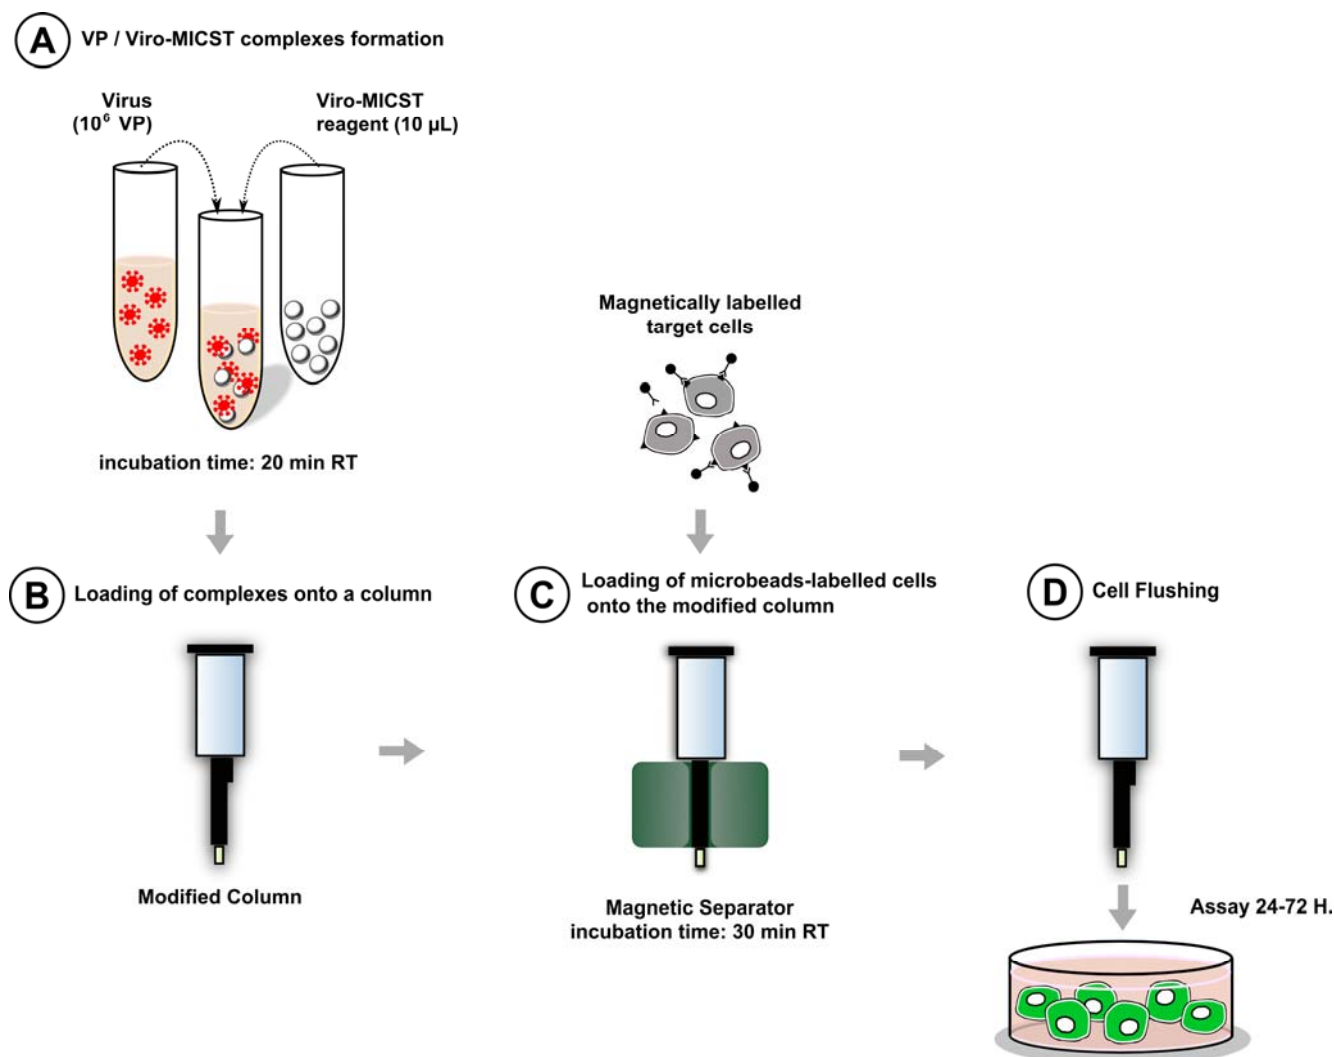 A
VP / Viro-MICST complexes formation
Virus
(10⁶ VP)
Viro-MICST
reagent (10 µL)
incubation time: 20 min RT
Magnetically labelled
target cells
B
Loading of complexes onto a column
Modified Column
C
Loading of microbeads-labelled cells
onto the modified column
Magnetic Separator
incubation time: 30 min RT
D
Cell Flushing
Assay 24-72 H.